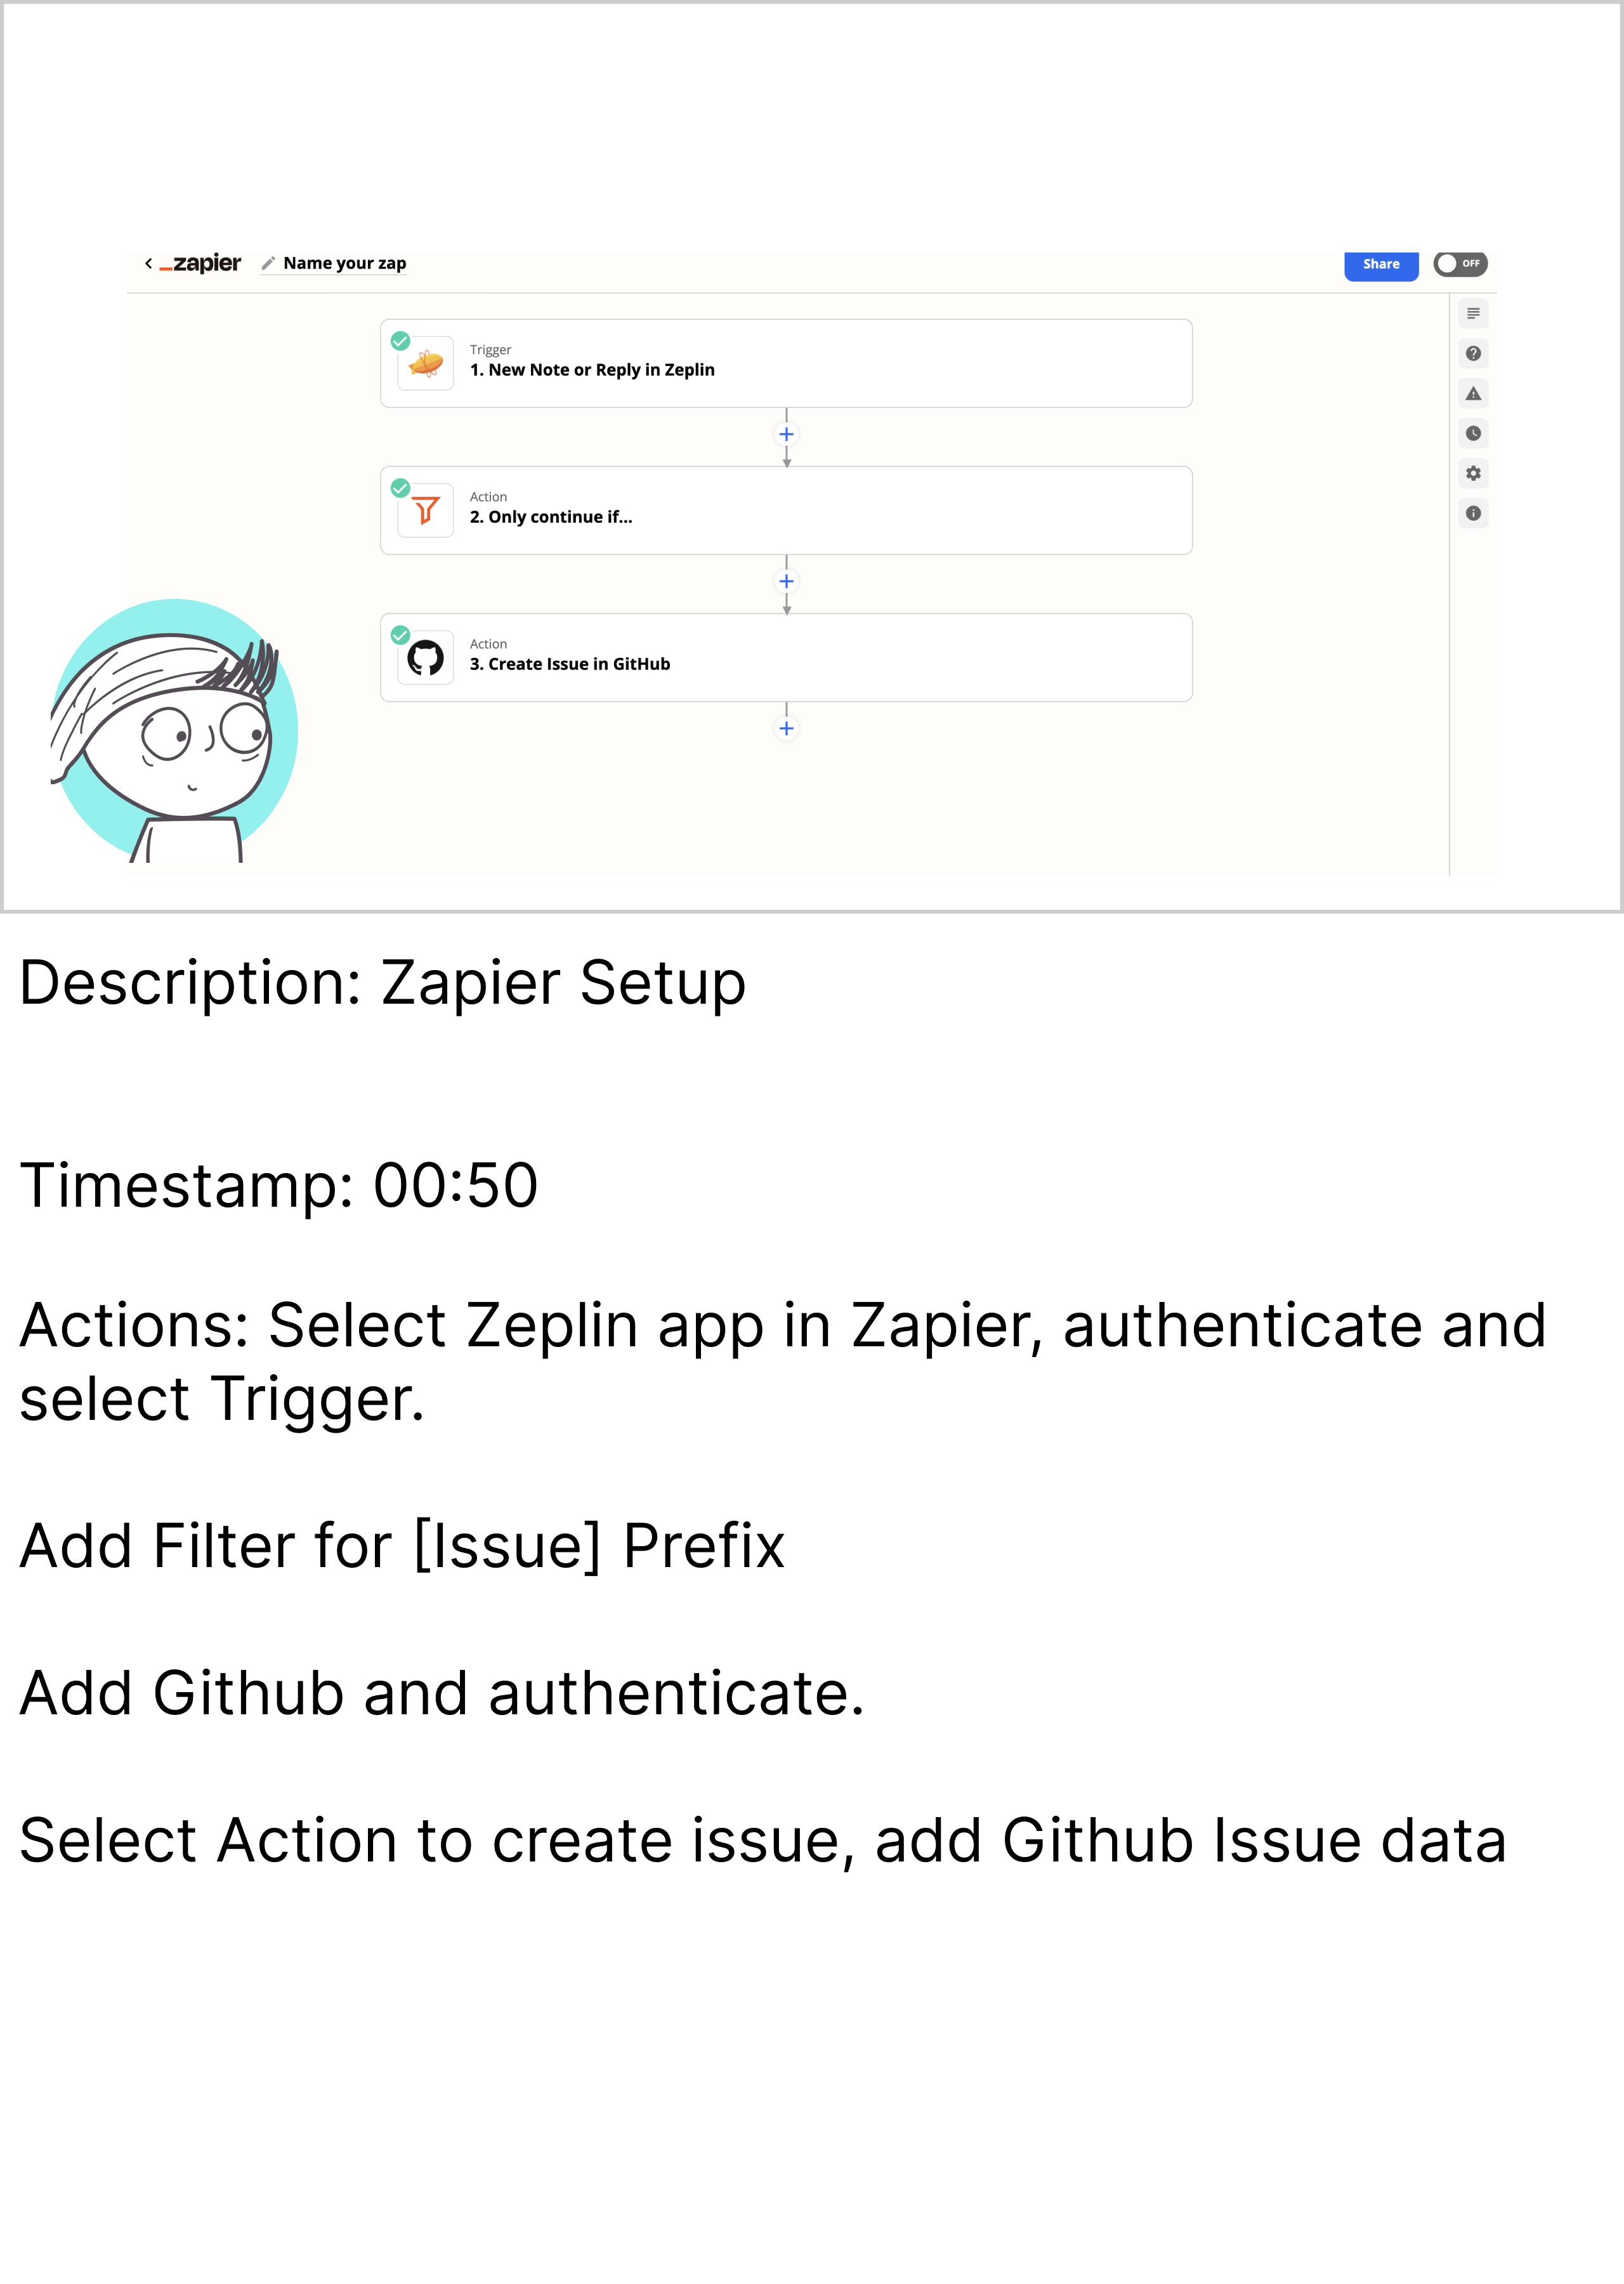 zapier Name your zap Share OFF
Trigger
1. New Note or Reply in Zeplin
Action
2. Only continue if...
Action
3. Create Issue in GitHub
Description: Zapier Setup
Timestamp: 00:50
Actions: Select Zeplin app in Zapier, authenticate and
select Trigger.
Add Filter for [Issue] Prefix
Add Github and authenticate.
Select Action to create issue, add Github Issue data